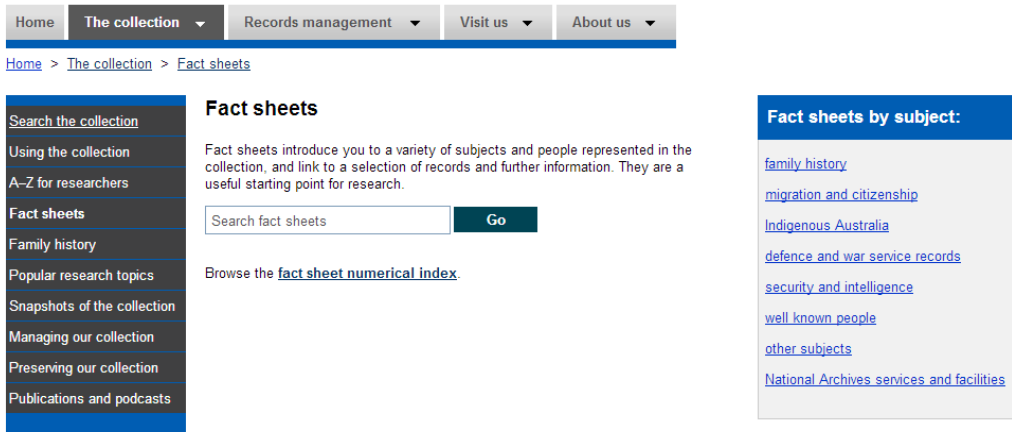 Home The collection Records management Visit us About us
Home > The collection > Fact sheets
Search the collection
Using the collection
A–Z for researchers
Fact sheets
Family history
Popular research topics
Snapshots of the collection
Managing our collection
Preserving our collection
Publications and podcasts
Fact sheets
Fact sheets introduce you to a variety of subjects and people represented in the
collection, and link to a selection of records and further information. They are a
useful starting point for research.
Search fact sheets Go
Browse the fact sheet numerical index.
Fact sheets by subject:
family history
migration and citizenship
Indigenous Australia
defence and war service records
security and intelligence
well known people
other subjects
National Archives services and facilities